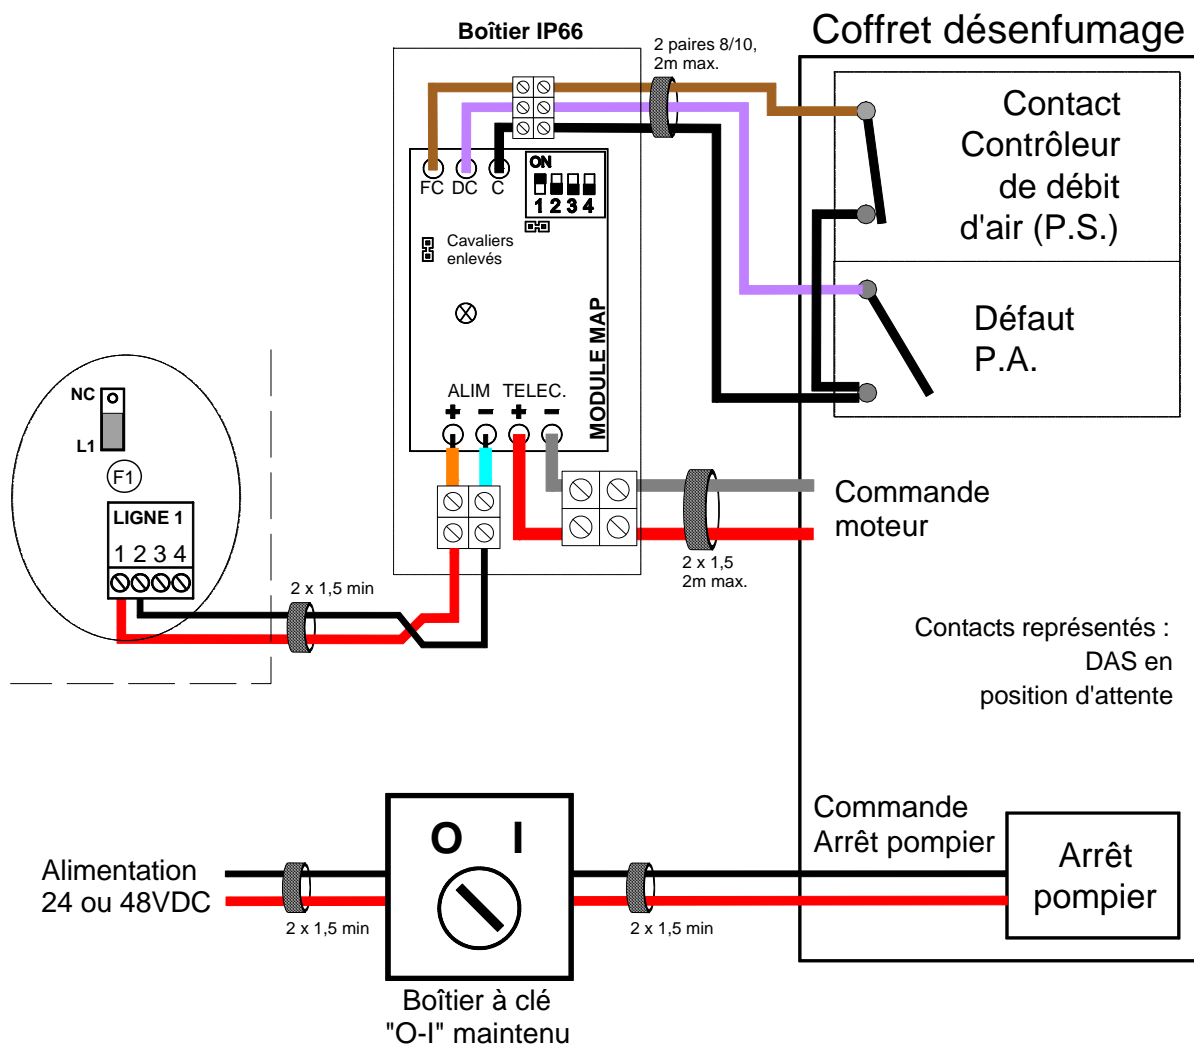 Boîtier IP66
2 paires 8/10,
2m max.
Coffret désenfumage
Contact
Contrôleur
de débit
d'air (P.S.)
ON
1 2 3 4
FC DC C
Cavaliers
enlevés
MODULE MAP
Défaut
P.A.
ALIM TELEC.
+ - + -
NC
L1
F1
LIGNE 1
1 2 3 4
2 x 1,5 min
Commande
moteur
2 x 1,5
2m max.
Contacts représentés :
DAS en
position d'attente
Alimentation
24 ou 48VDC
2 x 1,5 min
O I
2 x 1,5 min
Commande
Arrêt pompier
Arrêt
pompier
Boîtier à clé
"O-I" maintenu